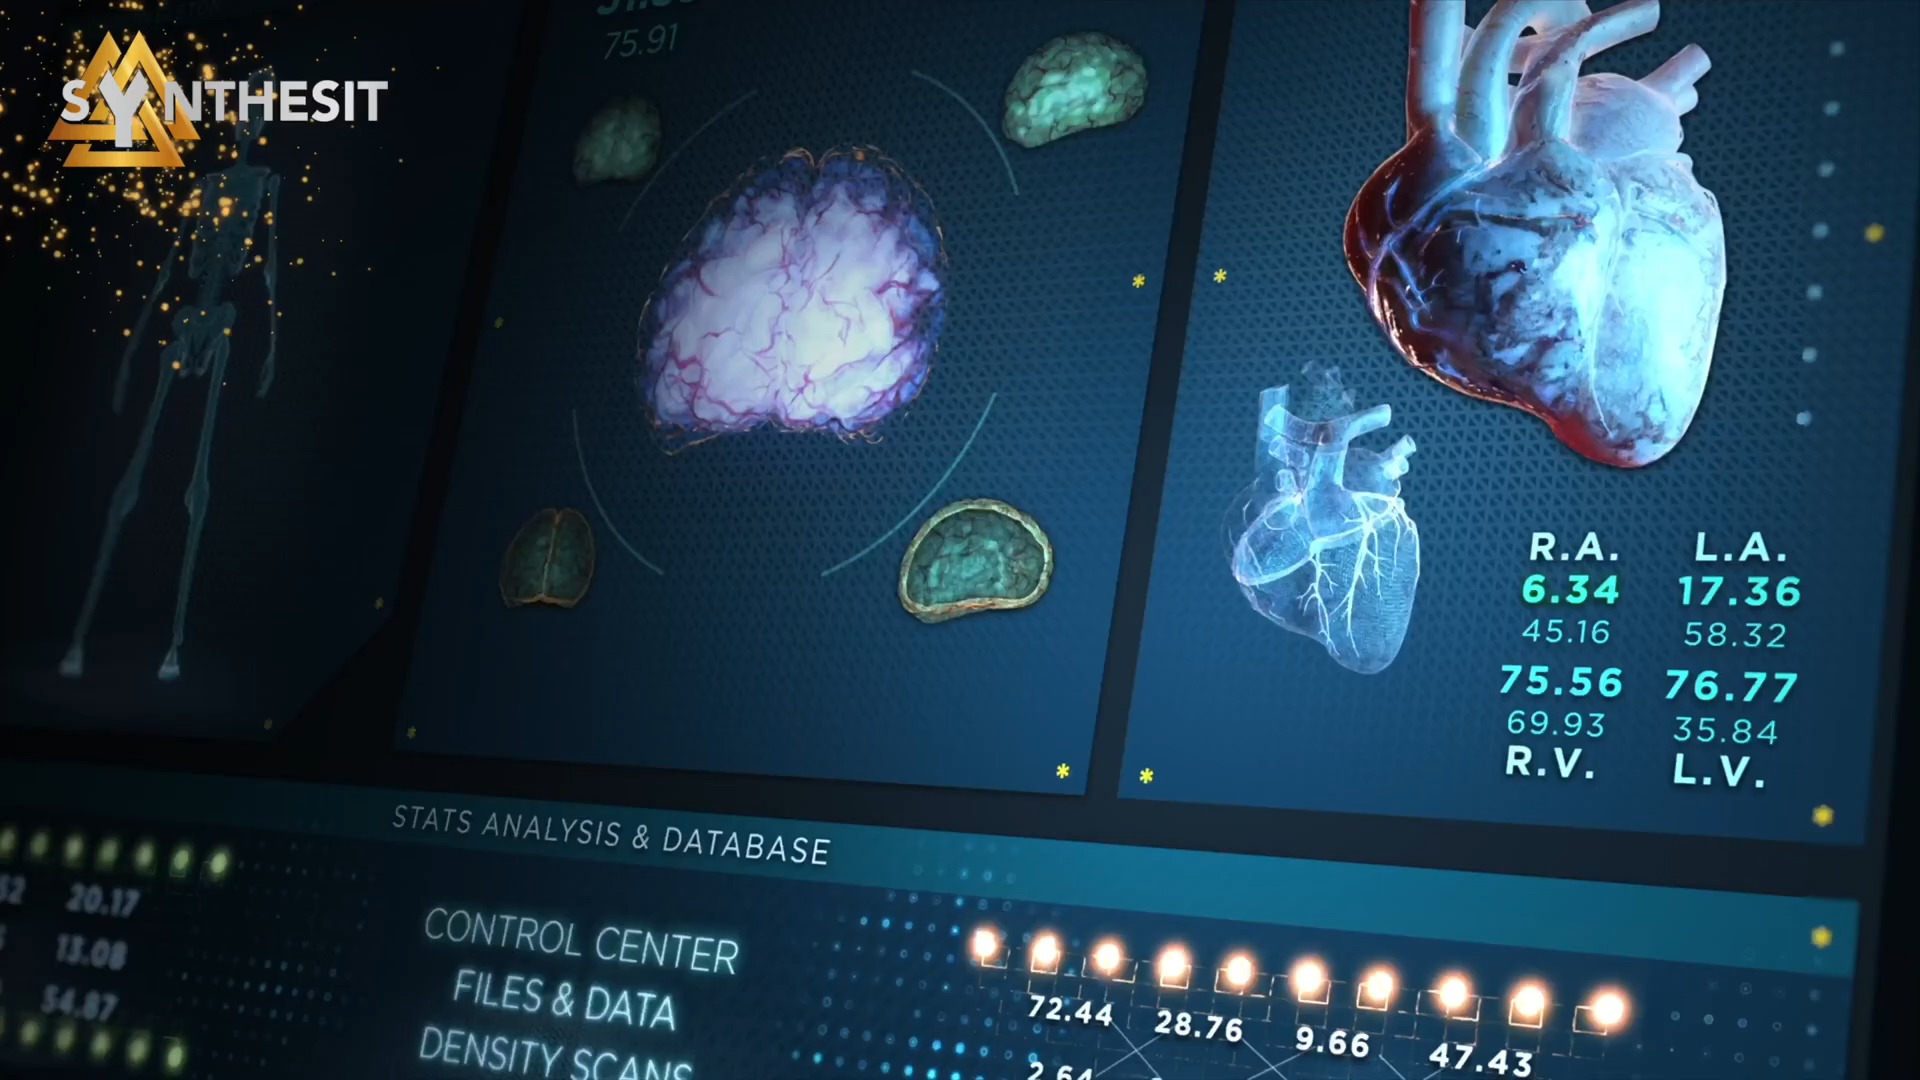 SYNTHESIT
75.91
R.A. L.A.
6.34 17.36
45.16 58.32
75.56 76.77
69.93 35.84
R.V. L.V.
STATS ANALYSIS & DATABASE
20.17
13.08
54.87
CONTROL CENTER
FILES & DATA
DENSITY SCANS
72.44 28.76 9.66 47.43
2.64